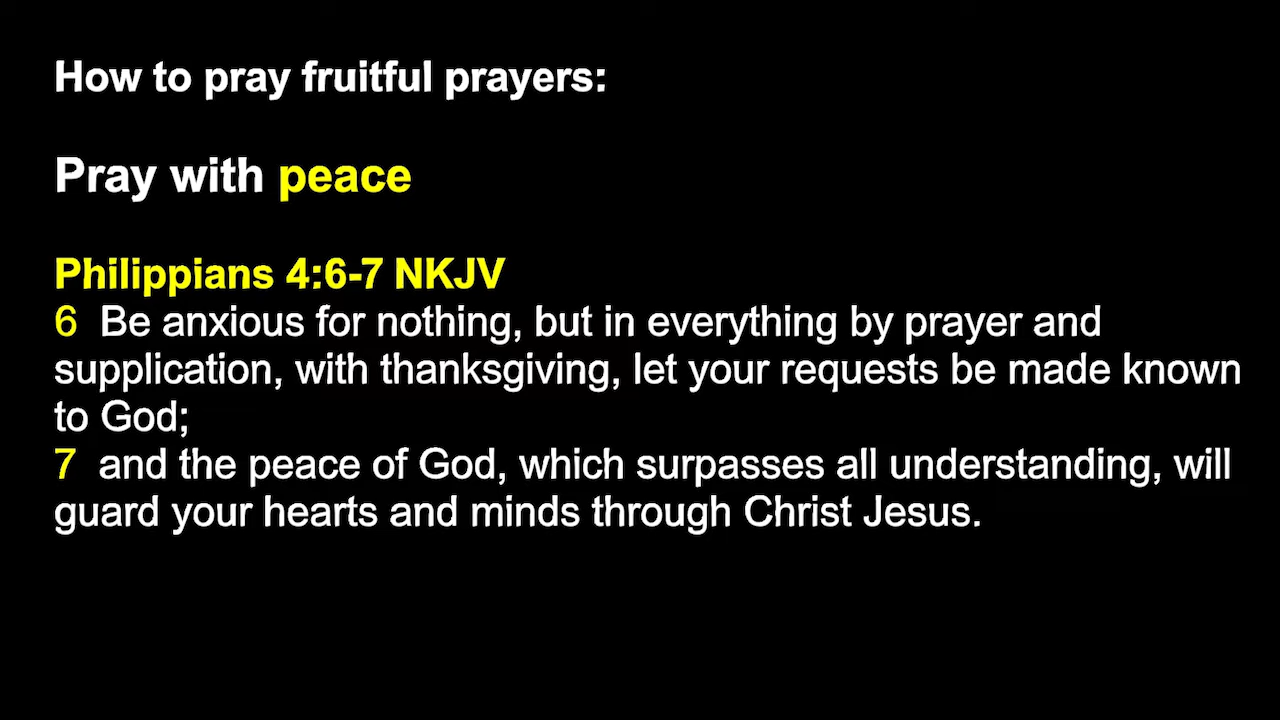 How to pray fruitful prayers:
Pray with peace
Philippians 4:6-7 NKJV
6 Be anxious for nothing, but in everything by prayer and
supplication, with thanksgiving, let your requests be made known
to God;
7 and the peace of God, which surpasses all understanding, will
guard your hearts and minds through Christ Jesus.